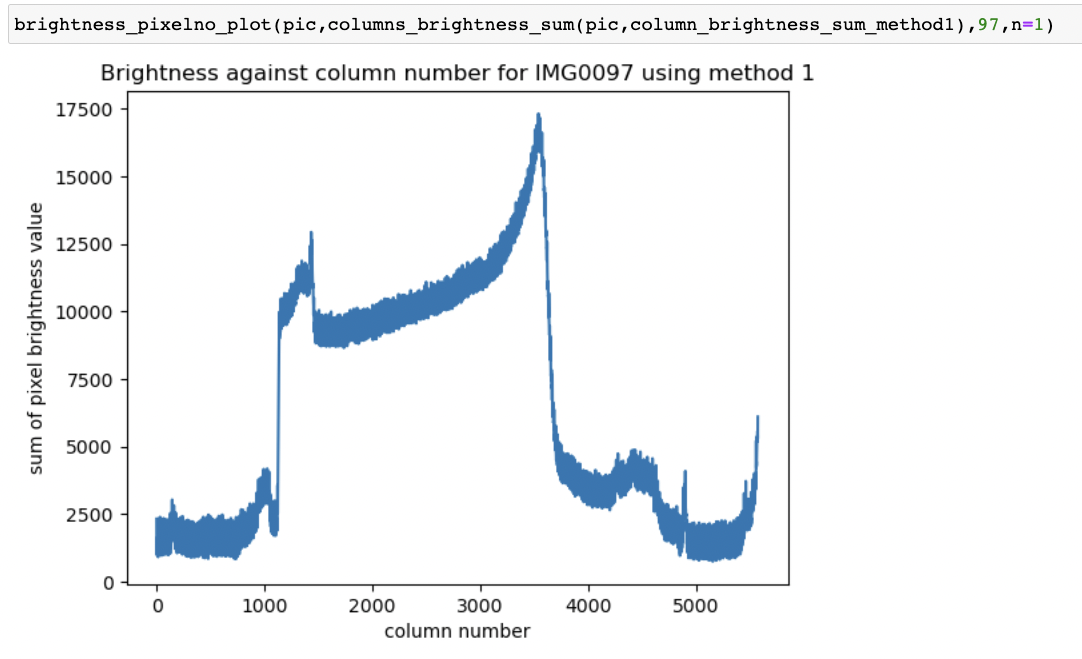 brightness_pixelno_plot(pic,columns_brightness_sum(pic,column_brightness_sum_method1),97,n=1)
Brightness against column number for IMG0097 using method 1
17500
15000
12500
10000
7500
5000
2500
0
sum of pixel brightness value
0 1000 2000 3000 4000 5000
column number